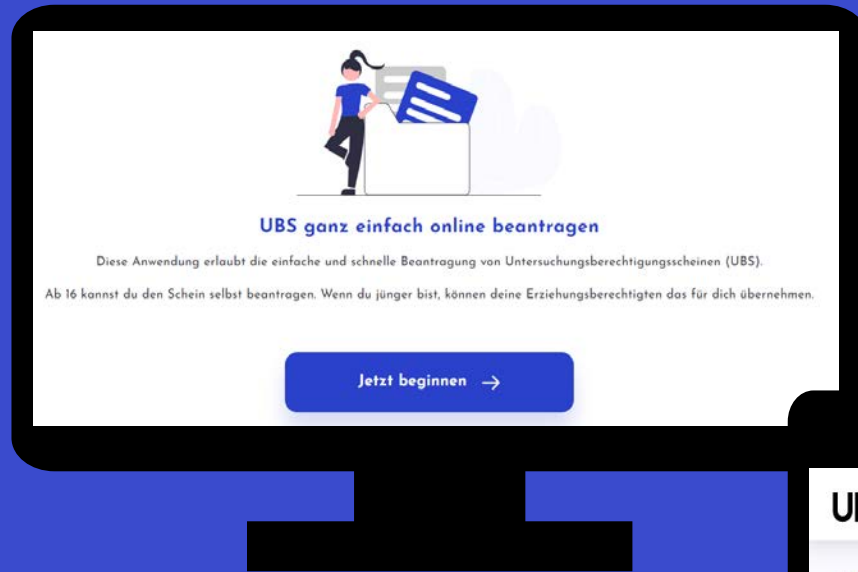 UBS ganz einfach online beantragen
Diese Anwendung erlaubt die einfache und schnelle Beantragung von Untersuchungsberechtigungsscheinen (UBS).
Ab 16 kannst du den Schein selbst beantragen. Wenn du jünger bist, können deine Erziehungsberechtigten das für dich übernehmen.
Jetzt beginnen →